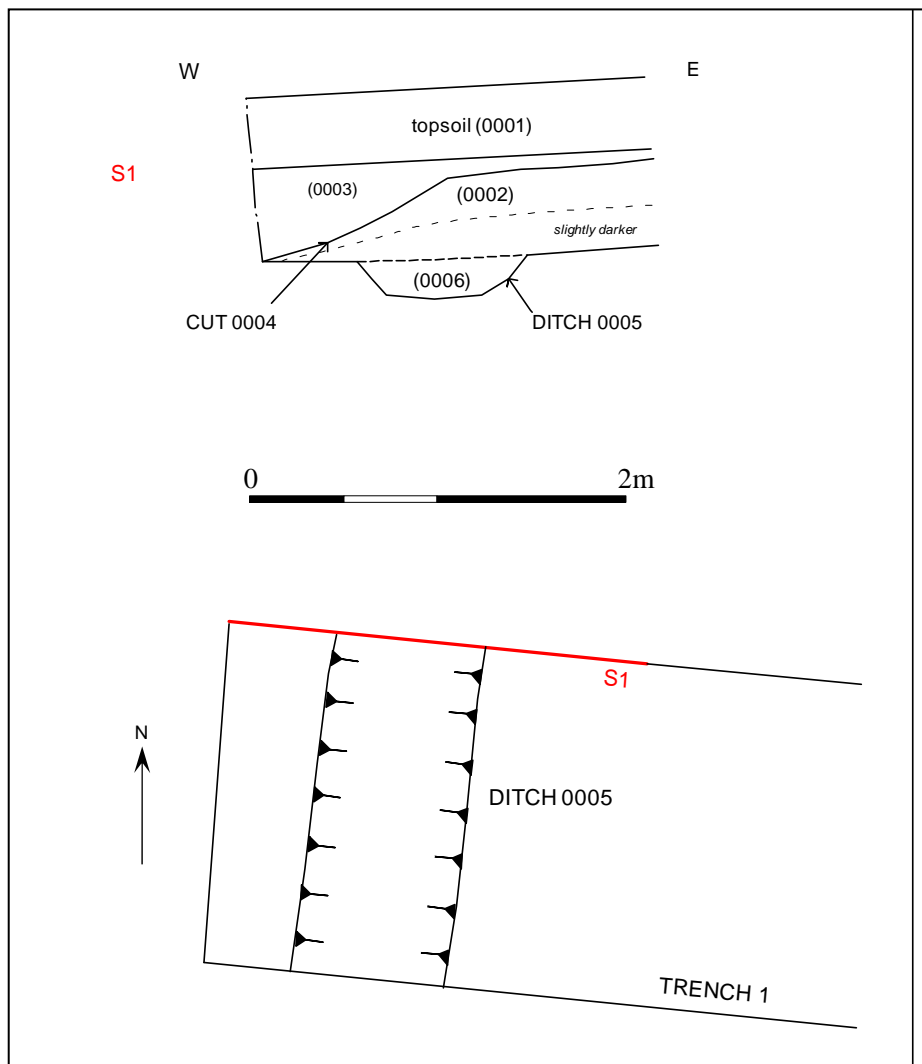 W
E
topsoil (0001)
S1
(0003)
(0002)
slightly darker
(0006)
CUT 0004
DITCH 0005
0
2m
S1
N
DITCH 0005
TRENCH 1